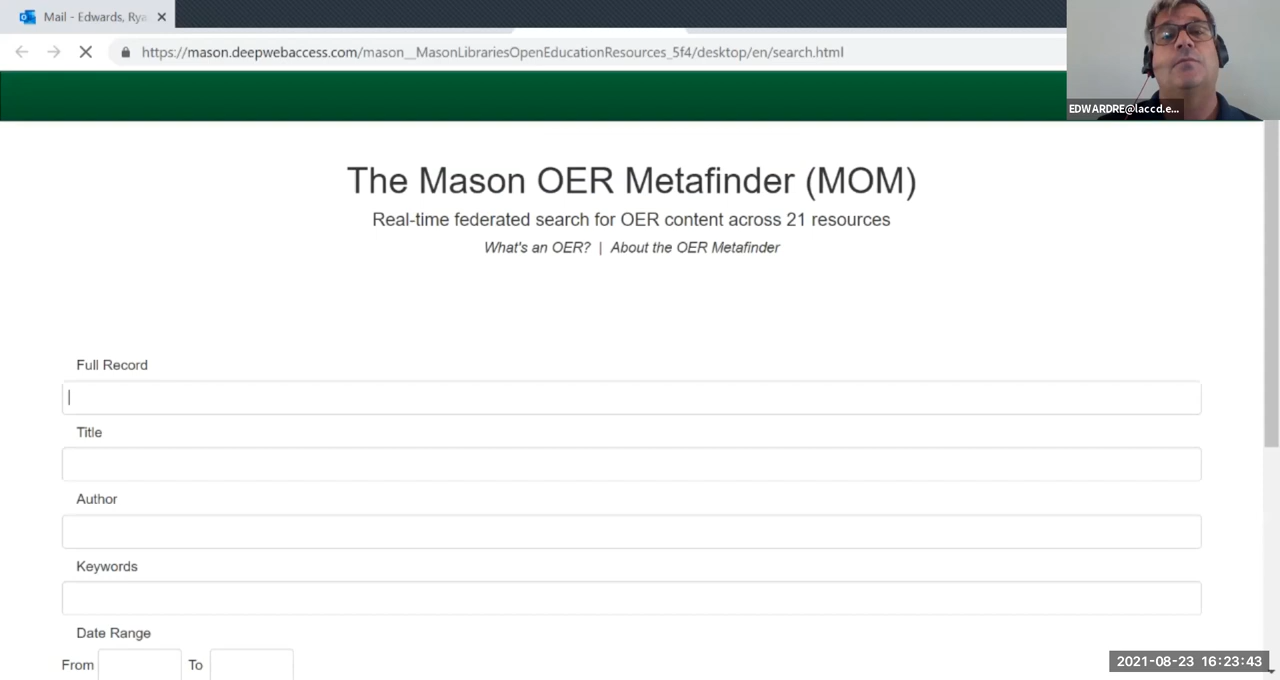 Mail - Edwards, Rya
https://mason.deepwebaccess.com/mason__MasonLibrariesOpenEducationResources_5f4/desktop/en/search.html
EDWARDRE@laccd.e...
The Mason OER Metafinder (MOM)
Real-time federated search for OER content across 21 resources
What's an OER? | About the OER Metafinder
Full Record
Title
Author
Keywords
Date Range
From To
2021-08-23 16:23:43